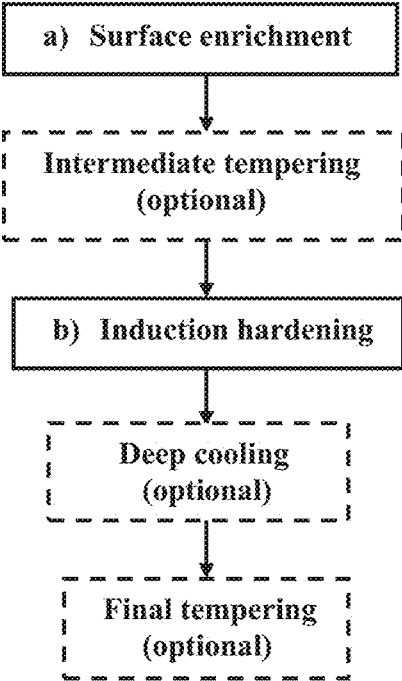 a) Surface enrichment
Intermediate tempering
(optional)
b) Induction hardening
Deep cooling
(optional)
Final tempering
(optional)